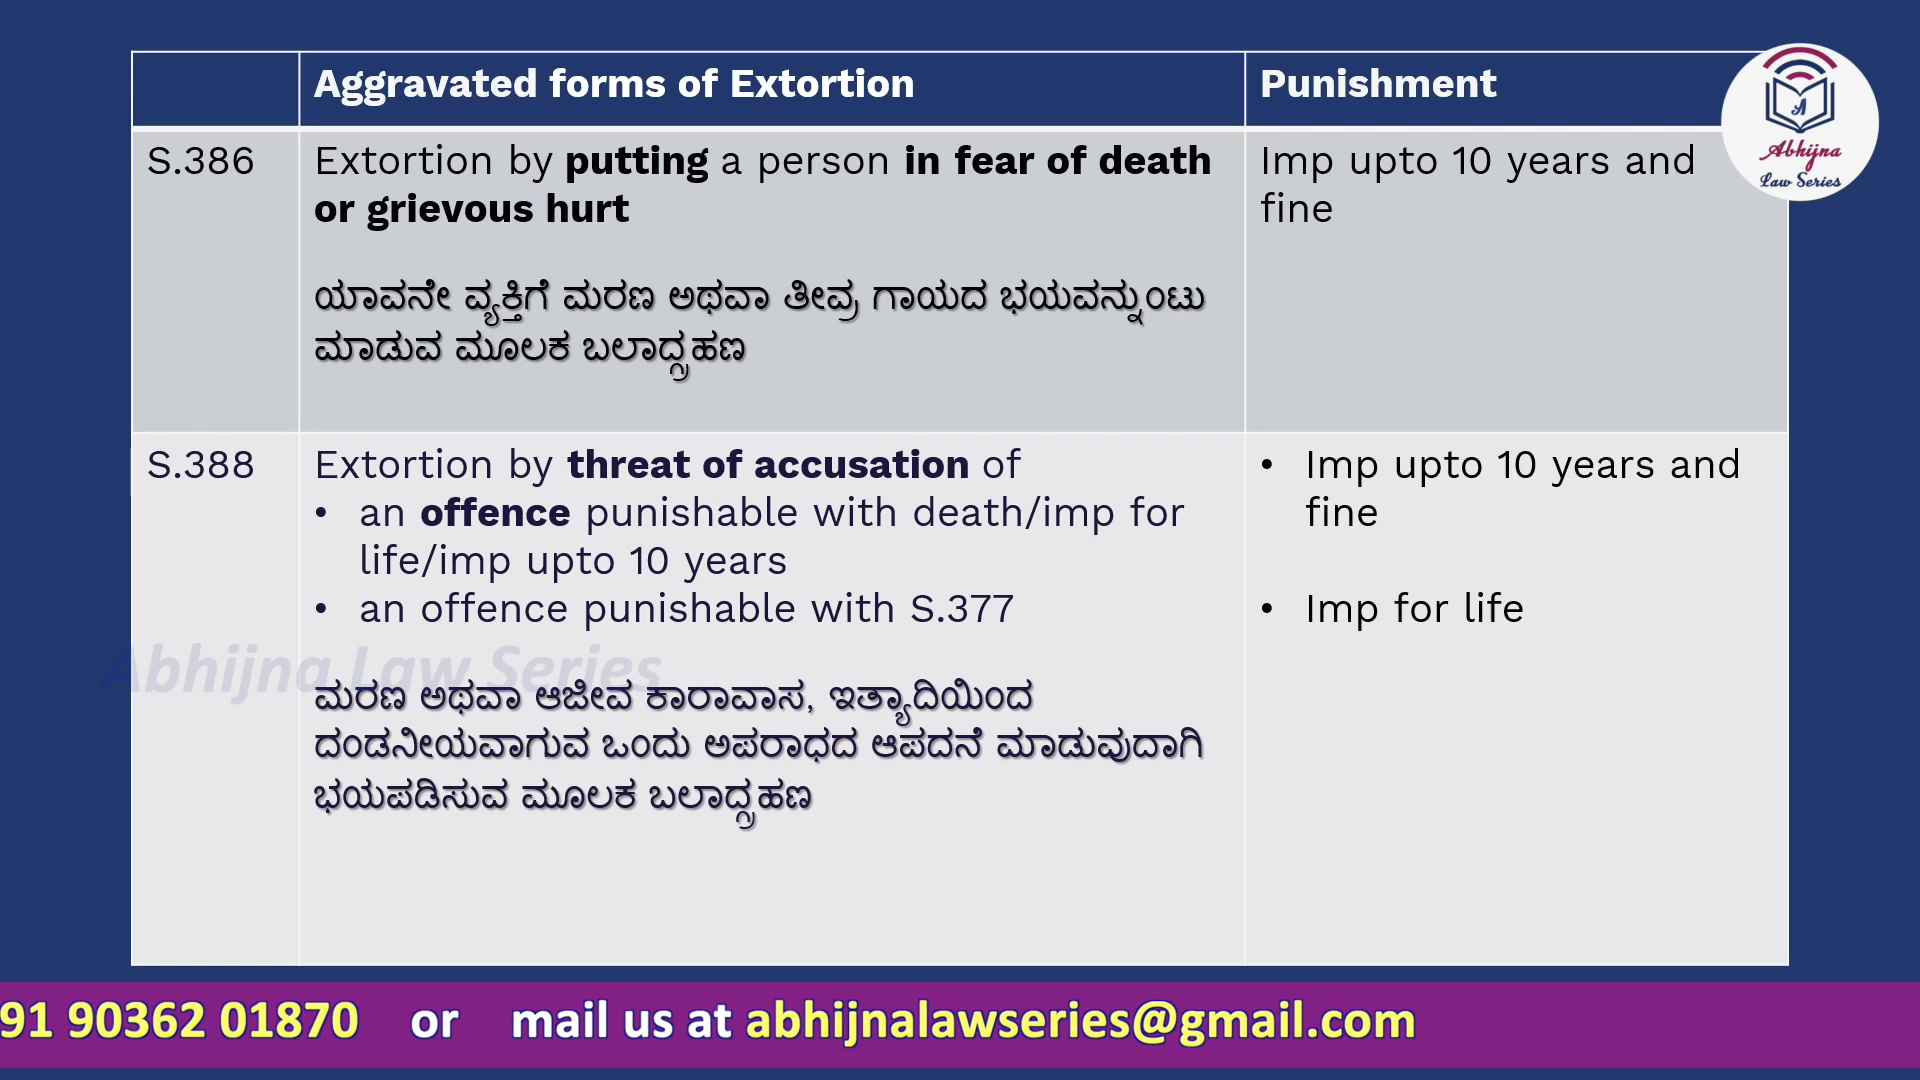 Aggravated forms of Extortion
Punishment
S.386
Extortion by putting a person in fear of death
or grievous hurt
ಯಾವನೇ ವ್ಯಕ್ತಿಗೆ ಮರಣ ಅಥವಾ ತೀವ್ರ ಗಾಯದ ಭಯವನ್ನುಂಟು
ಮಾಡುವ ಮೂಲಕ ಬಲಾದ್ಗ್ರಹಣ
Imp upto 10 years and
fine
S.388
Extortion by threat of accusation of
• an offence punishable with death/imp for
life/imp upto 10 years
• an offence punishable with S.377
ಮರಣ ಅಥವಾ ಆಜೀವ ಕಾರಾವಾಸ, ಇತ್ಯಾದಿಯಿಂದ
ದಂಡನೀಯವಾಗುವ ಒಂದು ಅಪರಾಧದ ಆಪದನೆ ಮಾಡುವುದಾಗಿ
ಭಯಪಡಿಸುವ ಮೂಲಕ ಬಲಾದ್ಗ್ರಹಣ
• Imp upto 10 years and
fine
• Imp for life
A
Abhijna
Law Series
Abhijna Law Series
91 90362 01870 or mail us at abhijnalawseries@gmail.com